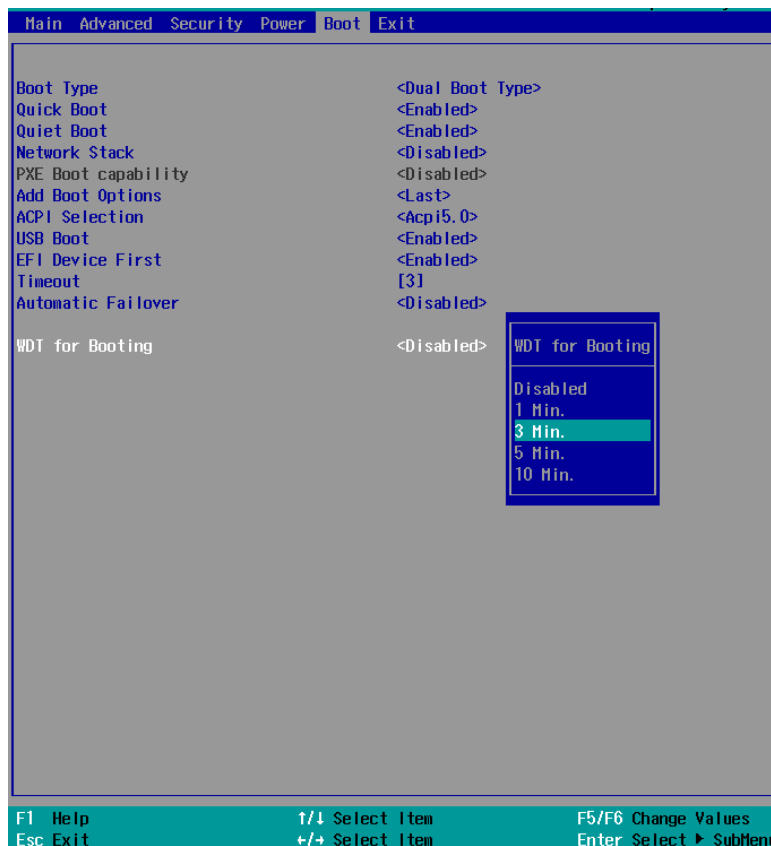 Main Advanced Security Power Boot Exit
Boot Type <Dual Boot Type>
Quick Boot <Enabled>
Quiet Boot <Enabled>
Network Stack <Disabled>
PXE Boot capability <Disabled>
Add Boot Options <Last>
ACPI Selection <Acpi5.0>
USB Boot <Enabled>
EFI Device First <Enabled>
Timeout [3]
Automatic Failover <Disabled>
WDT for Booting <Disabled>
WDT for Booting
Disabled
1 Min.
3 Min.
5 Min.
10 Min.
F1 Help ↑/↓ Select Item F5/F6 Change Values
Esc Exit ←/→ Select Item Enter Select ▶ SubMenu